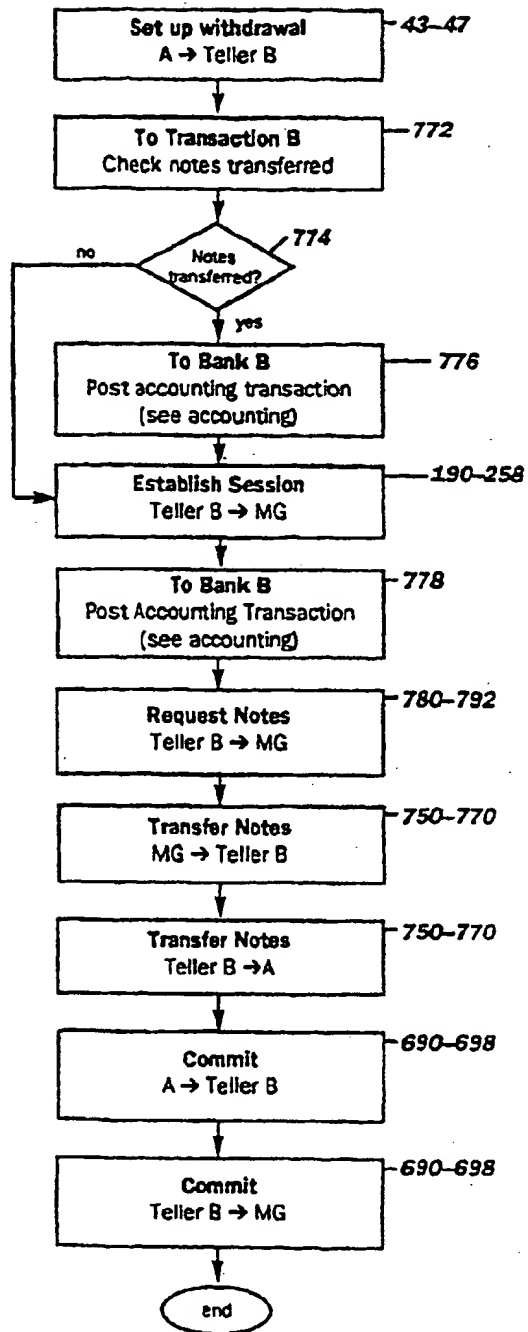 Set up withdrawal
A → Teller B
43–47
To Transaction B
Check notes transferred
772
Notes
transferred?
774
no
yes
To Bank B
Post accounting transaction
(see accounting)
776
Establish Session
Teller B → MG
190–258
To Bank B
Post Accounting Transaction
(see accounting)
778
Request Notes
Teller B → MG
780–792
Transfer Notes
MG → Teller B
750–770
Transfer Notes
Teller B → A
750–770
Commit
A → Teller B
690–698
Commit
Teller B → MG
690–698
end